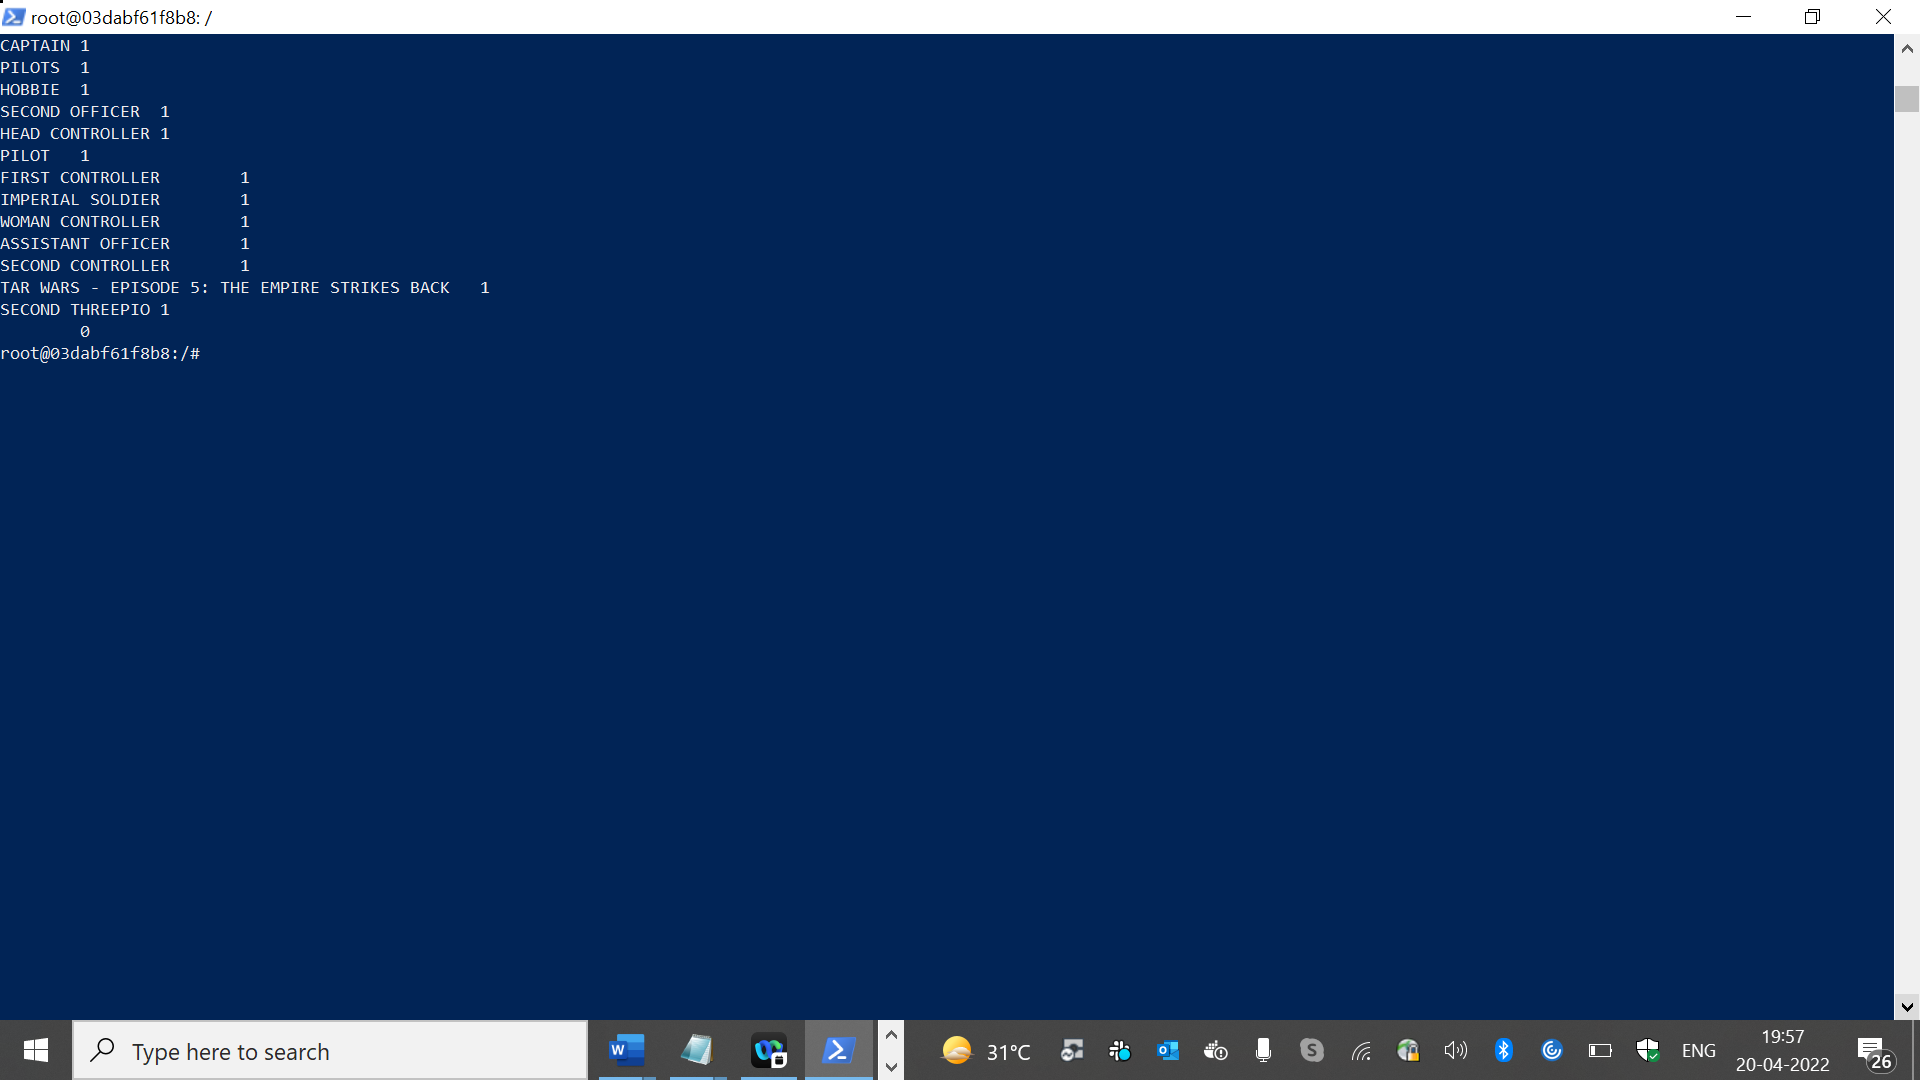 root@03dabf61f8b8: /
CAPTAIN 1
PILOTS 1
HOBBIE 1
SECOND OFFICER 1
HEAD CONTROLLER 1
PILOT 1
FIRST CONTROLLER 1
IMPERIAL SOLDIER 1
WOMAN CONTROLLER 1
ASSISTANT OFFICER 1
SECOND CONTROLLER 1
TAR WARS - EPISODE 5: THE EMPIRE STRIKES BACK 1
SECOND THREEPIO 1
0
root@03dabf61f8b8:/#
Type here to search
31°C
ENG
19:57
20-04-2022
26